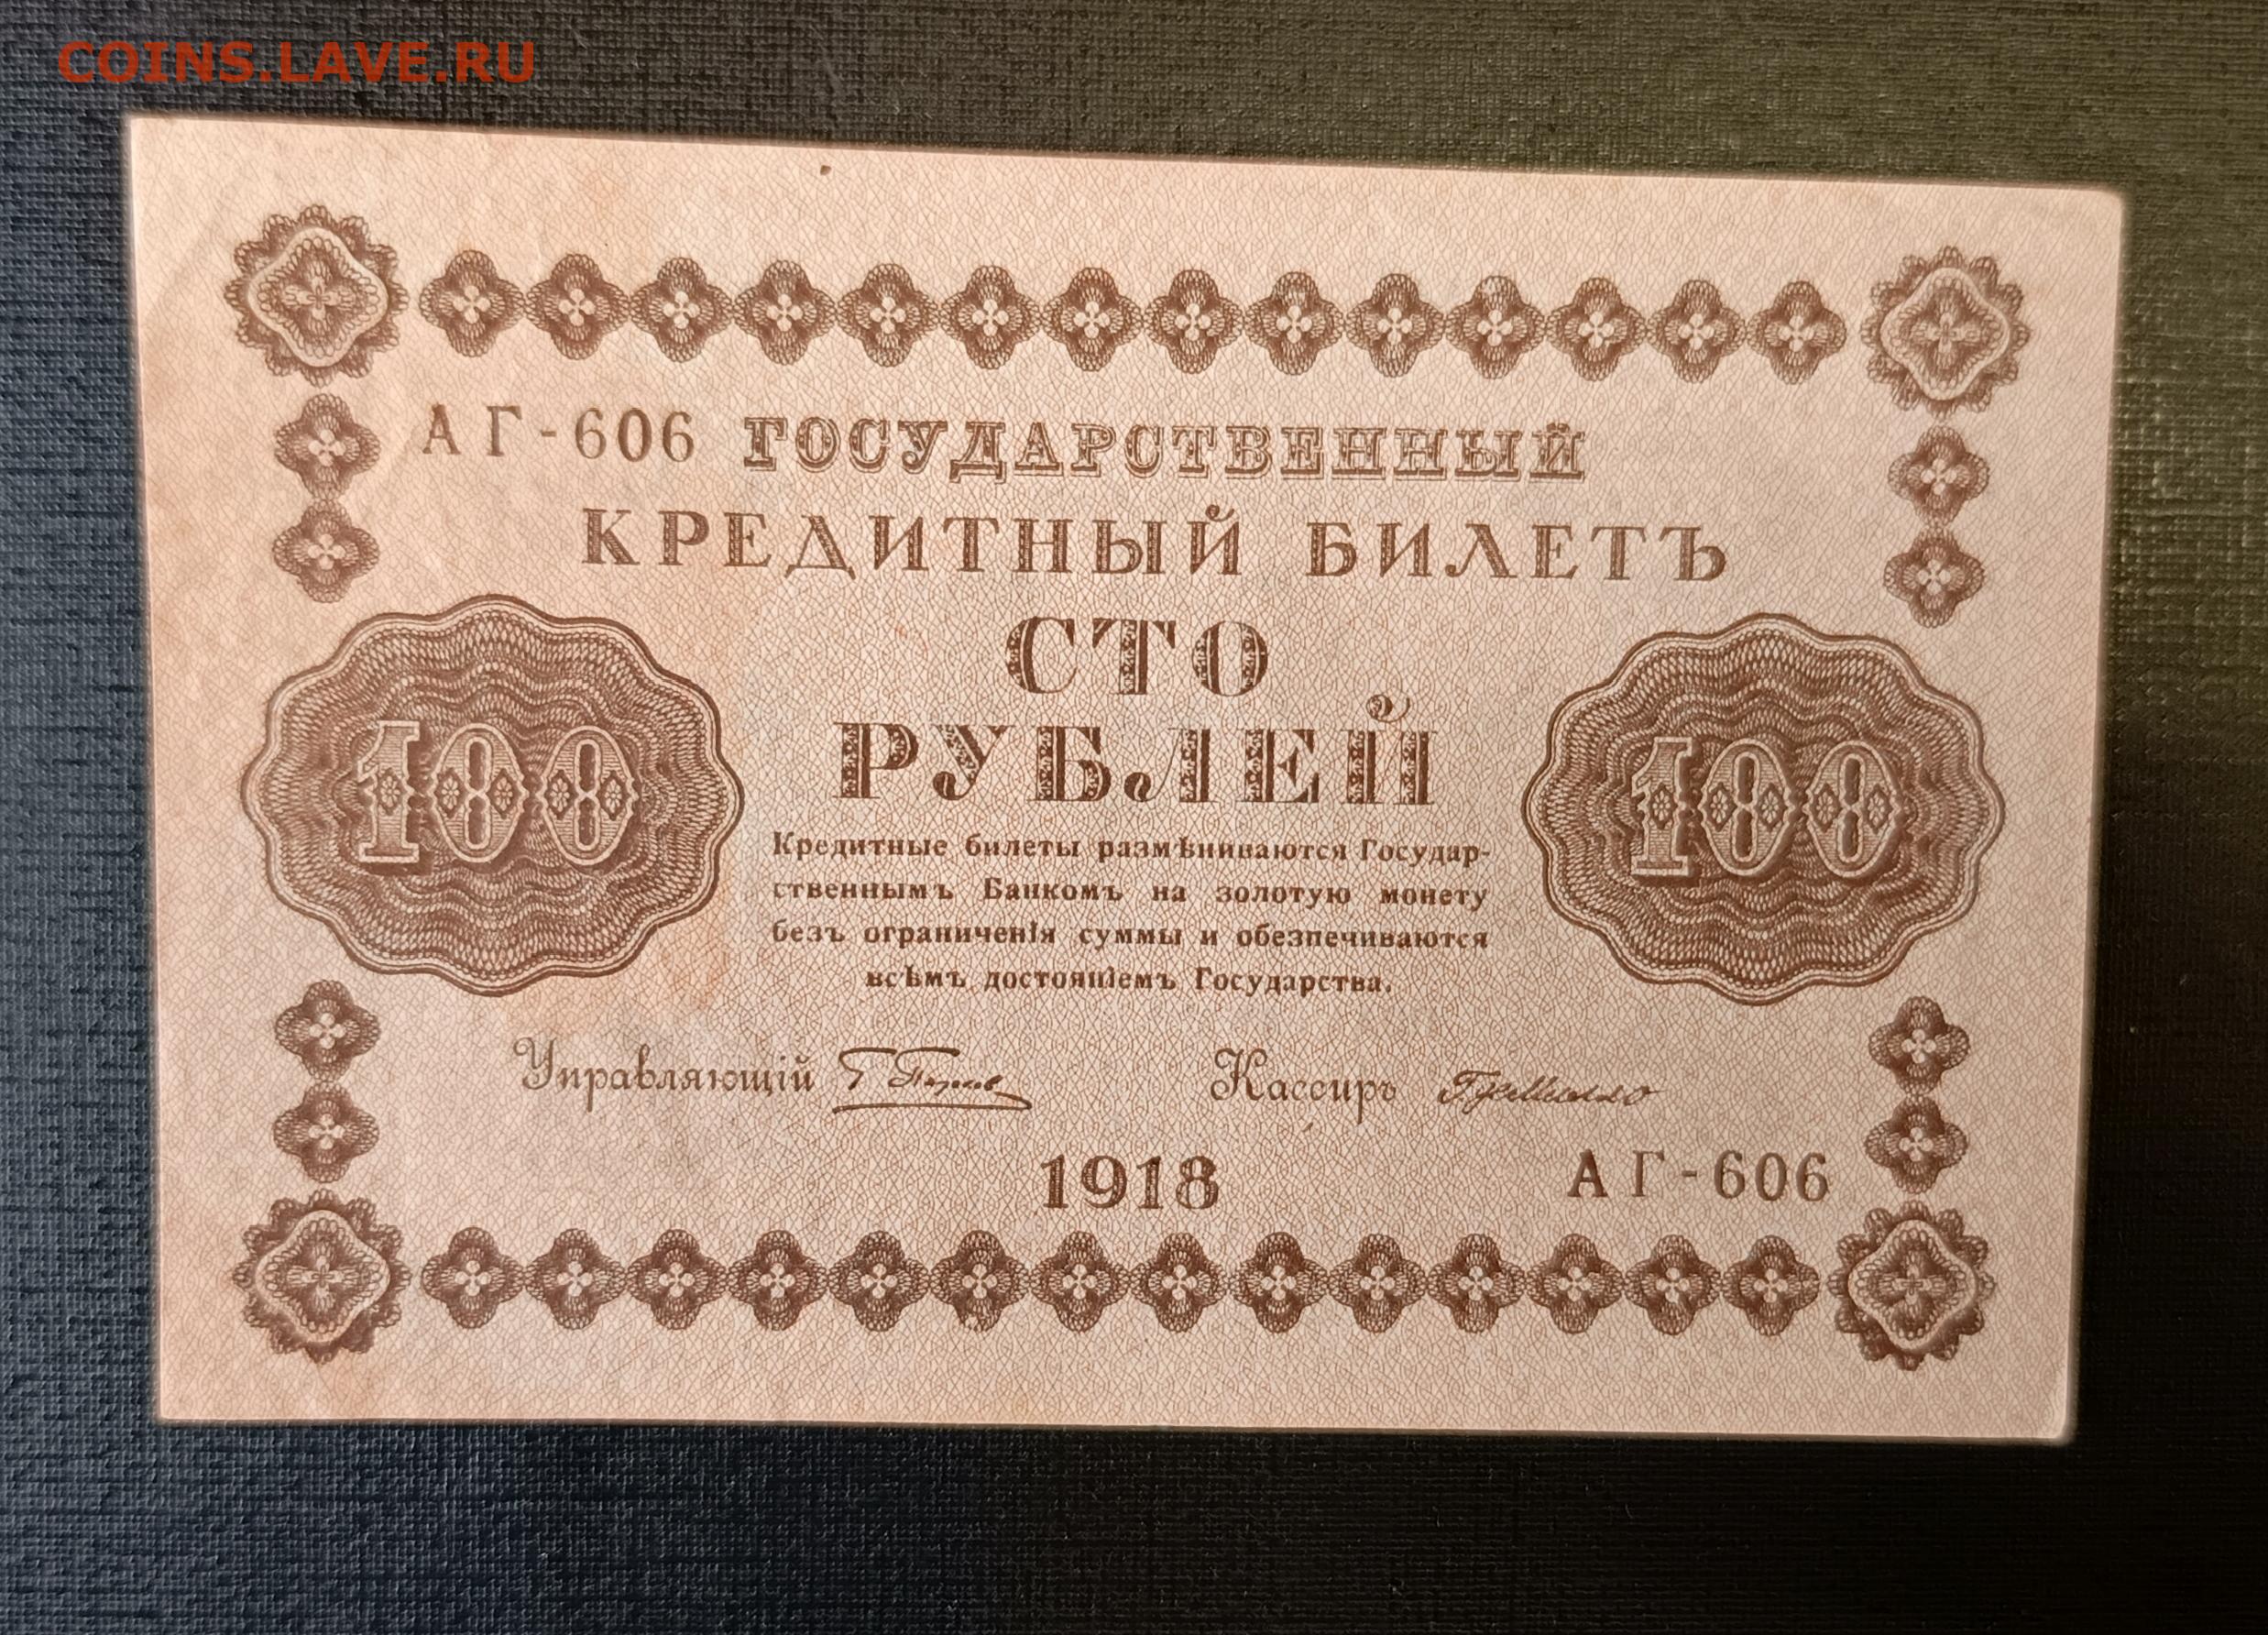 COINS.LAVE.RU
АГ-606 ГОСУДАРСТВЕННЫЙ
КРЕДИТНЫЙ БИЛЕТЪ
СТО
РУБЛЕЙ
100 100
Кредитные билеты размѣниваются Государ-
ственнымъ Банкомъ на золотую монету
безъ ограниченія суммы и обезпечиваются
всѣмъ достояніемъ Государства.
Управляющій Кассиръ
1918 АГ-606